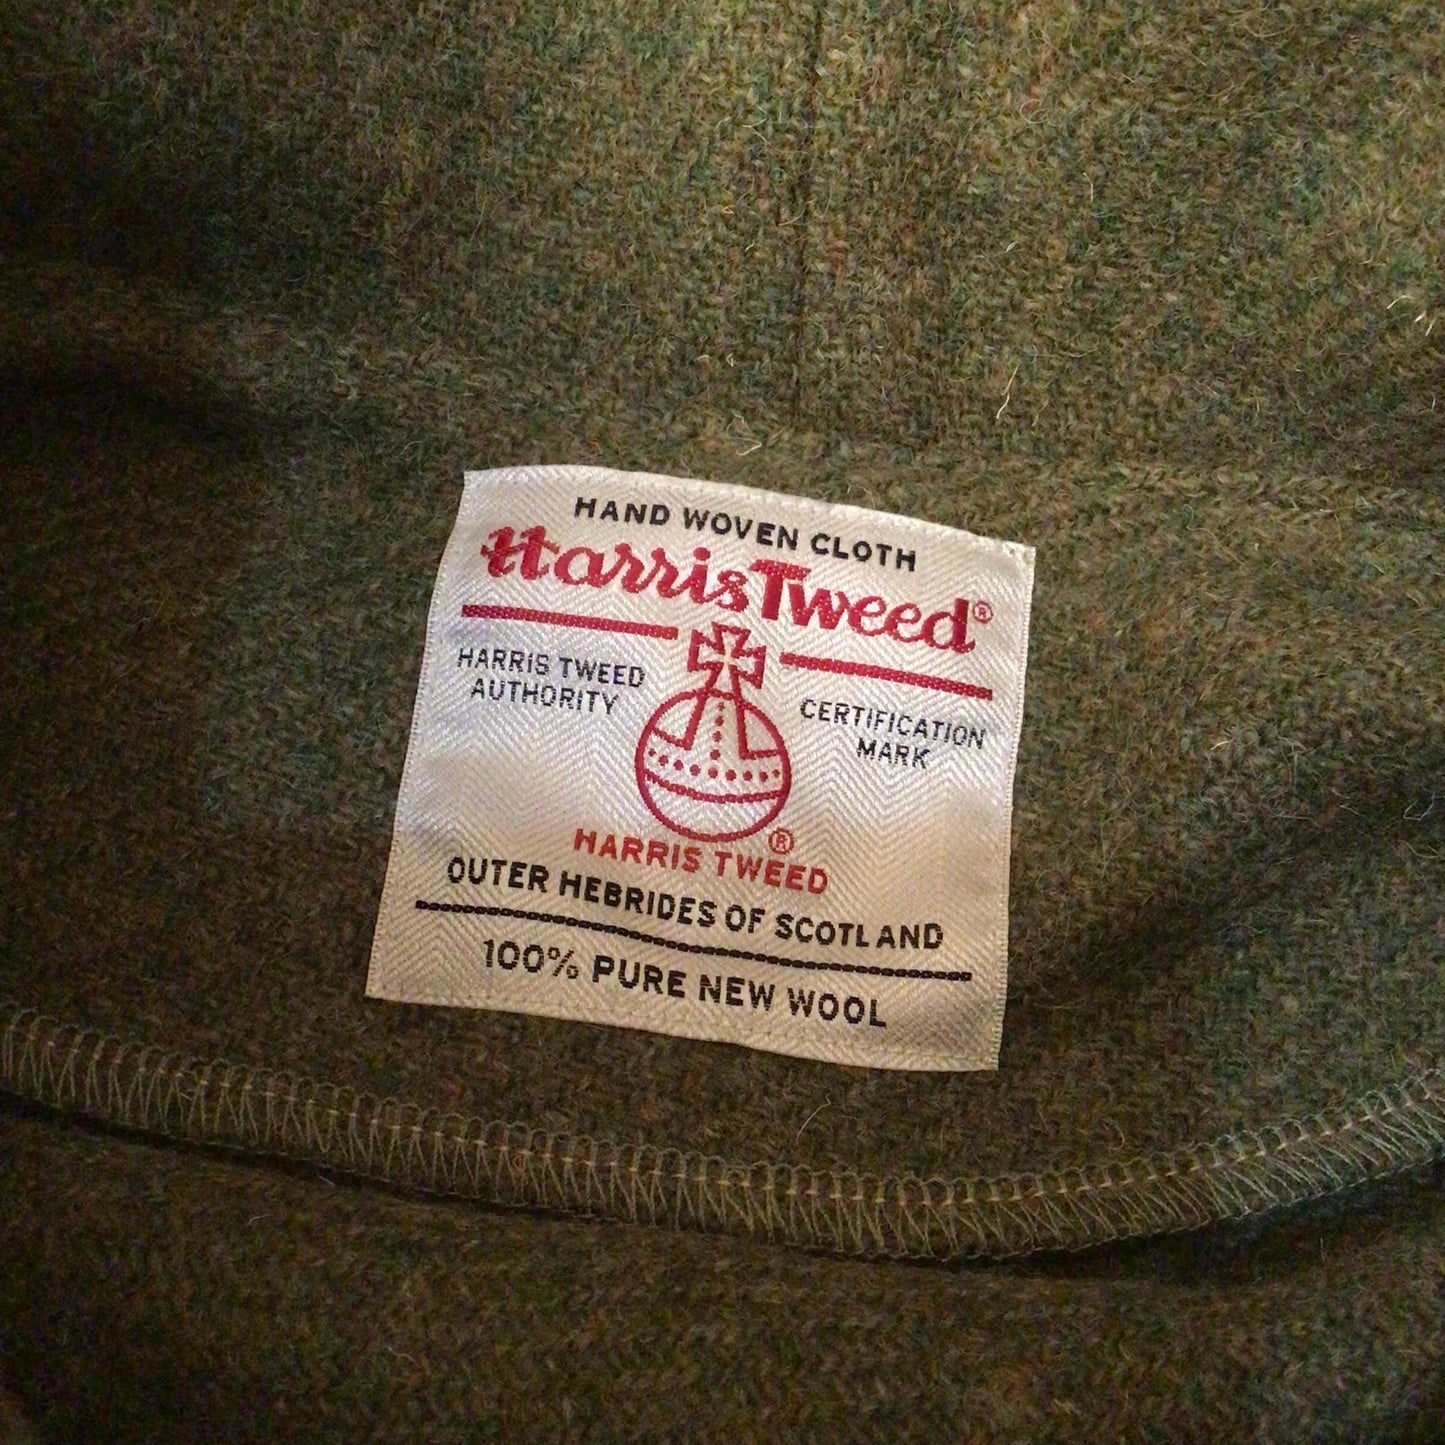 HAND WOVEN CLOTH
Harris Tweed®
HARRIS TWEED
AUTHORITY
CERTIFICATION
MARK
®
HARRIS TWEED
OUTER HEBRIDES OF SCOTLAND
100% PURE NEW WOOL